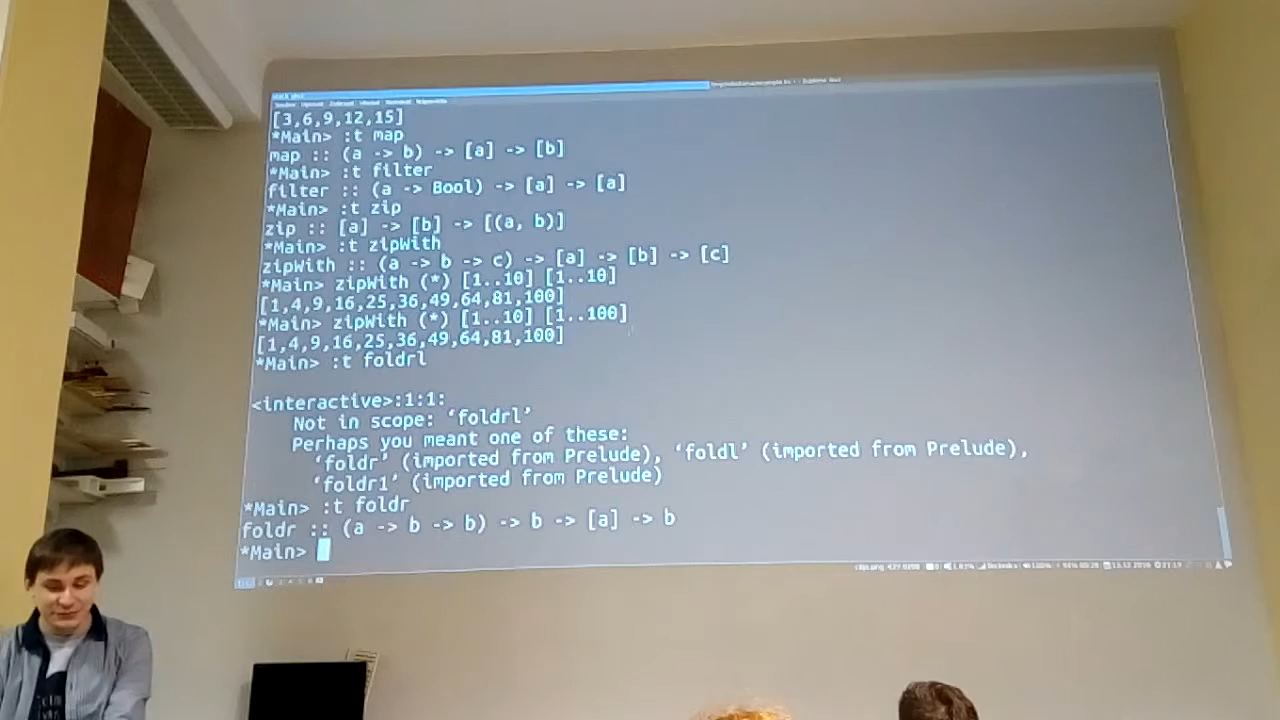 [3,6,9,12,15]
*Main> :t map
map :: (a -> b) -> [a] -> [b]
*Main> :t filter
filter :: (a -> Bool) -> [a] -> [a]
*Main> :t zip
zip :: [a] -> [b] -> [(a, b)]
*Main> :t zipWith
zipWith :: (a -> b -> c) -> [a] -> [b] -> [c]
*Main> zipWith (*) [1..10] [1..10]
[1,4,9,16,25,36,49,64,81,100]
*Main> zipWith (*) [1..10] [1..100]
[1,4,9,16,25,36,49,64,81,100]
*Main> :t foldrl
<interactive>:1:1:
Not in scope: ‘foldrl’
Perhaps you meant one of these:
‘foldr’ (imported from Prelude), ‘foldl’ (imported from Prelude),
‘foldr1’ (imported from Prelude)
*Main> :t foldr
foldr :: (a -> b -> b) -> b -> [a] -> b
*Main>